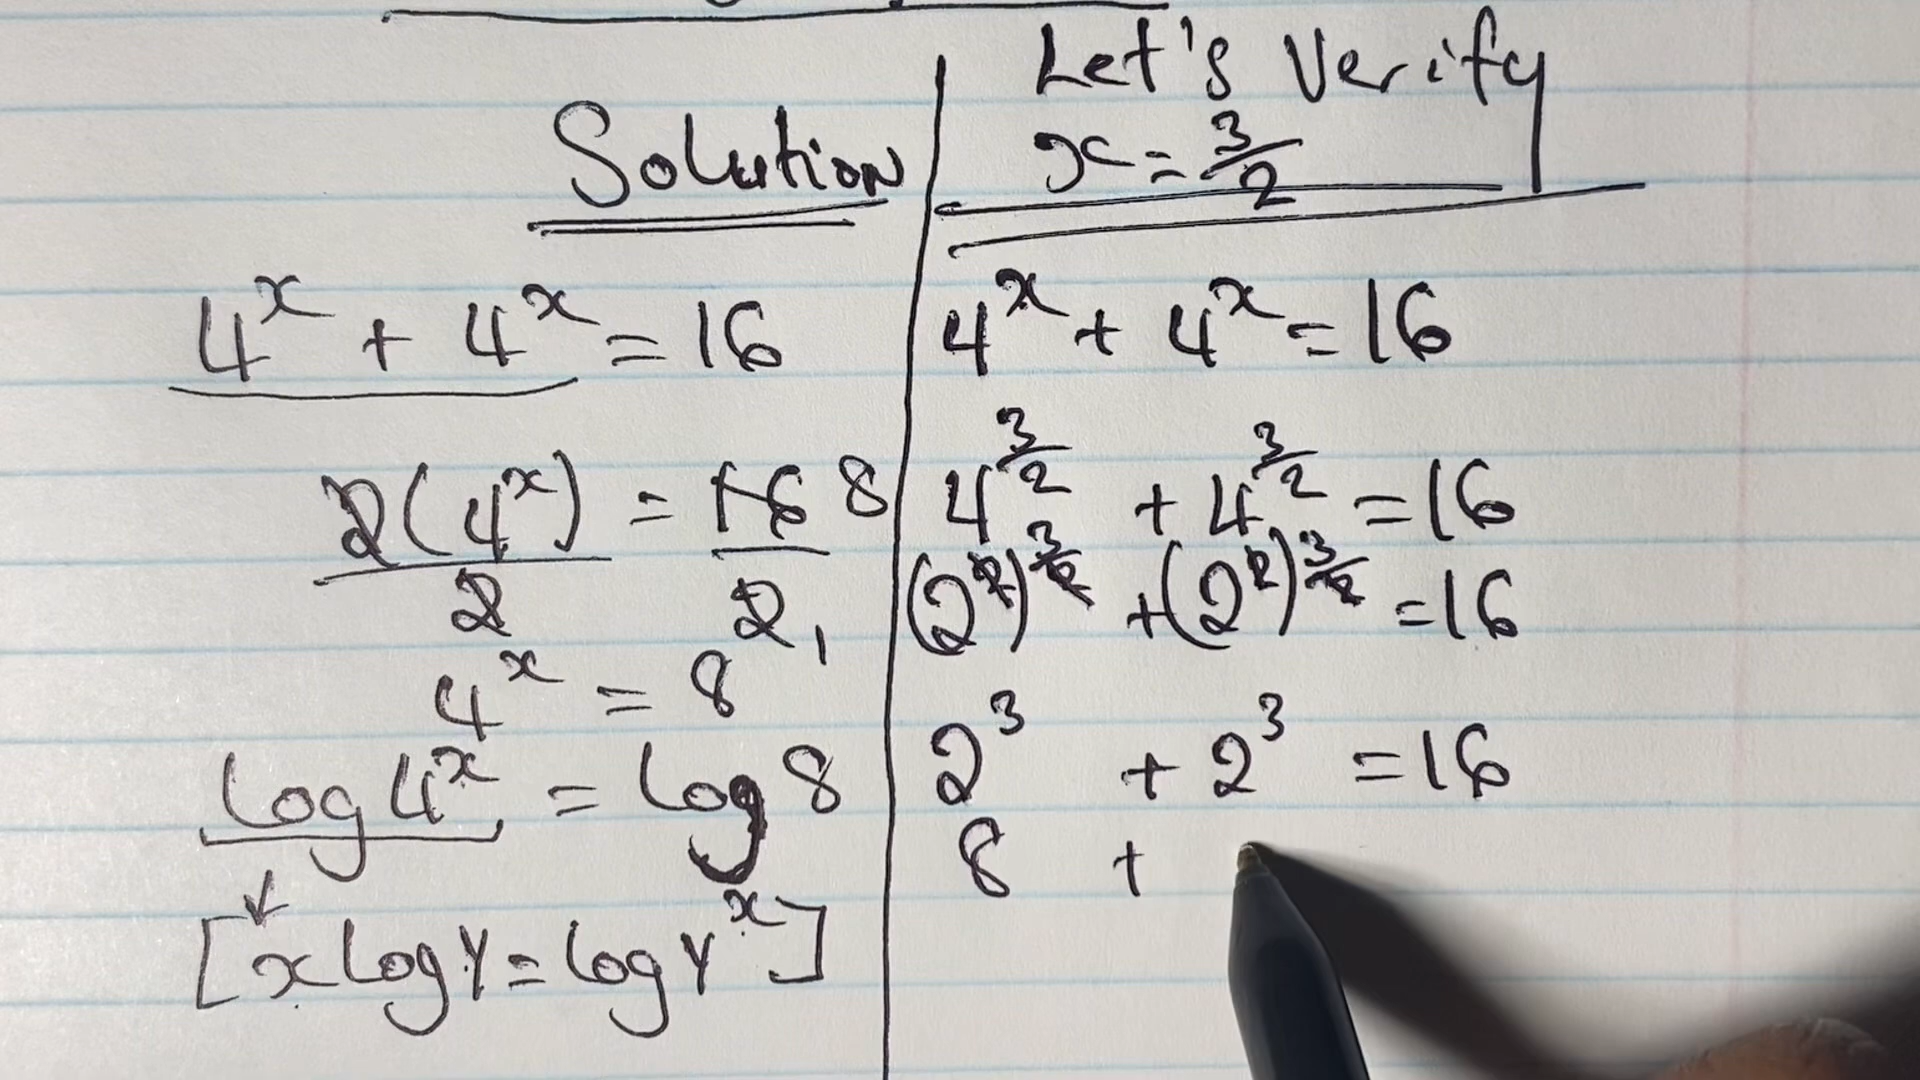 Solution
4^x + 4^x = 16
2(4^x) = 16 8
2 2
4^x = 8
log 4^x = log 8
[x log y = log y^x]
Let's Verify
x = 3/2
4^x + 4^x = 16
4^3/2 + 4^3/2 = 16
(2^2)^3/2 + (2^2)^3/2 = 16
2^3 + 2^3 = 16
8 +